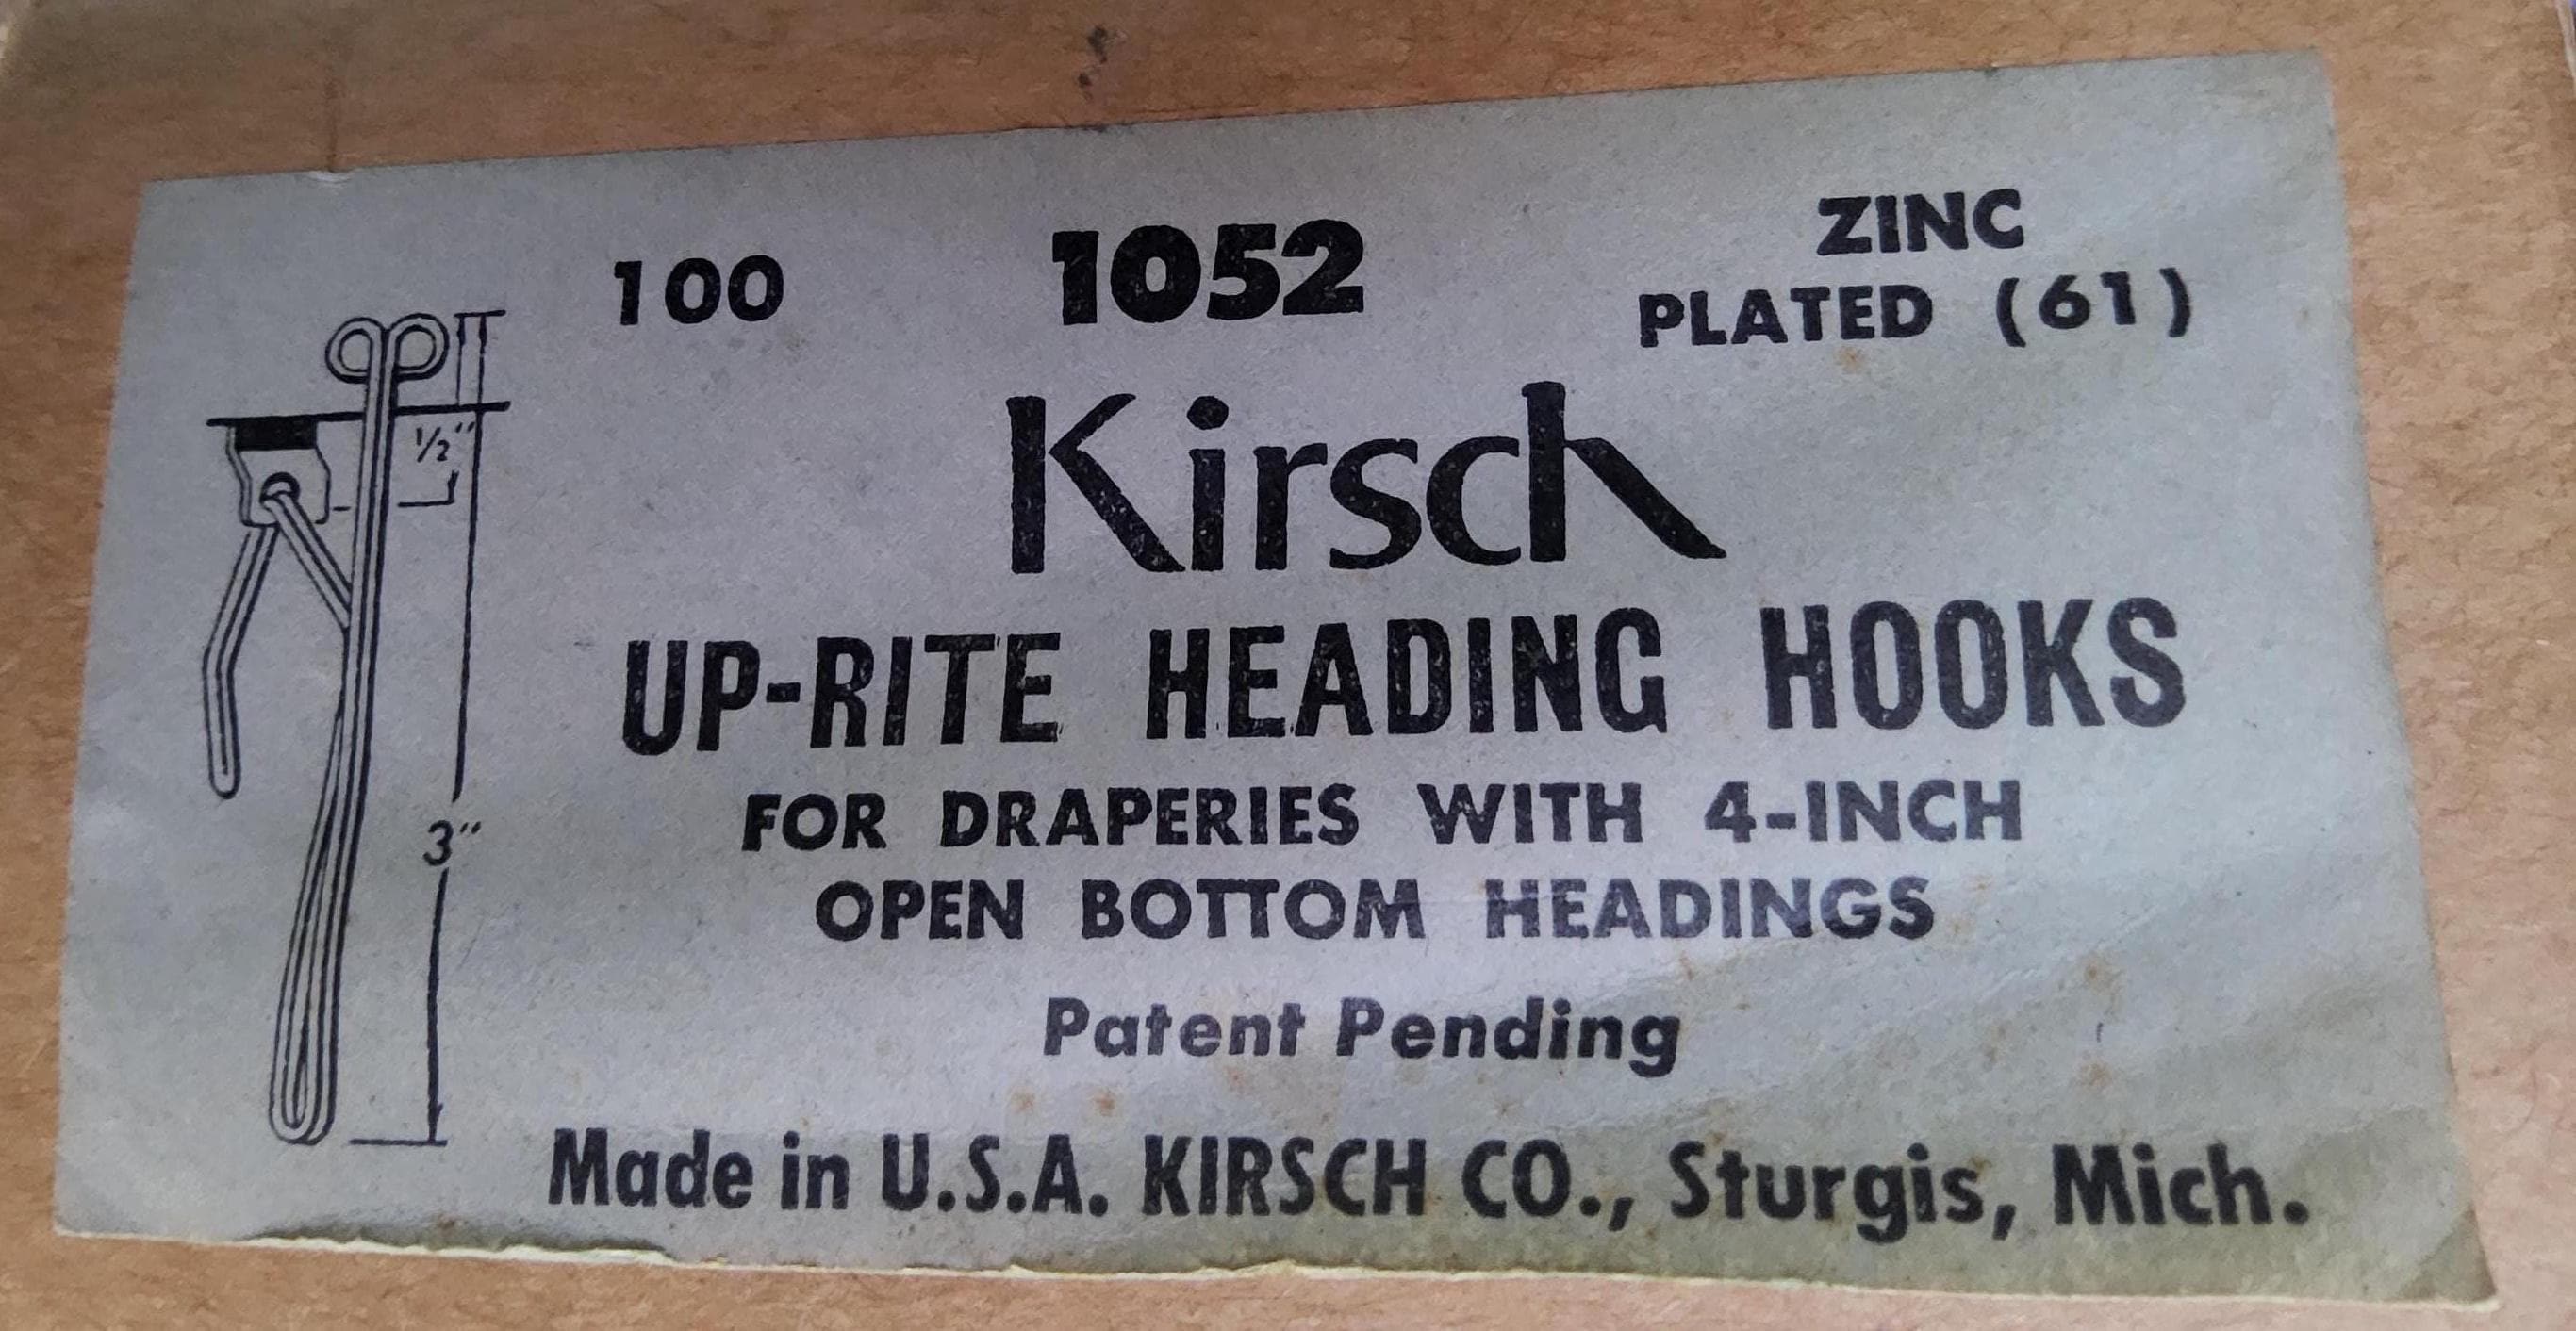 100 1052 ZINC
PLATED (61)
Kirsch
UP-RITE HEADING HOOKS
FOR DRAPERIES WITH 4-INCH
OPEN BOTTOM HEADINGS
Patent Pending
Made in U.S.A. KIRSCH CO., Sturgis, Mich.
1/2"
3"